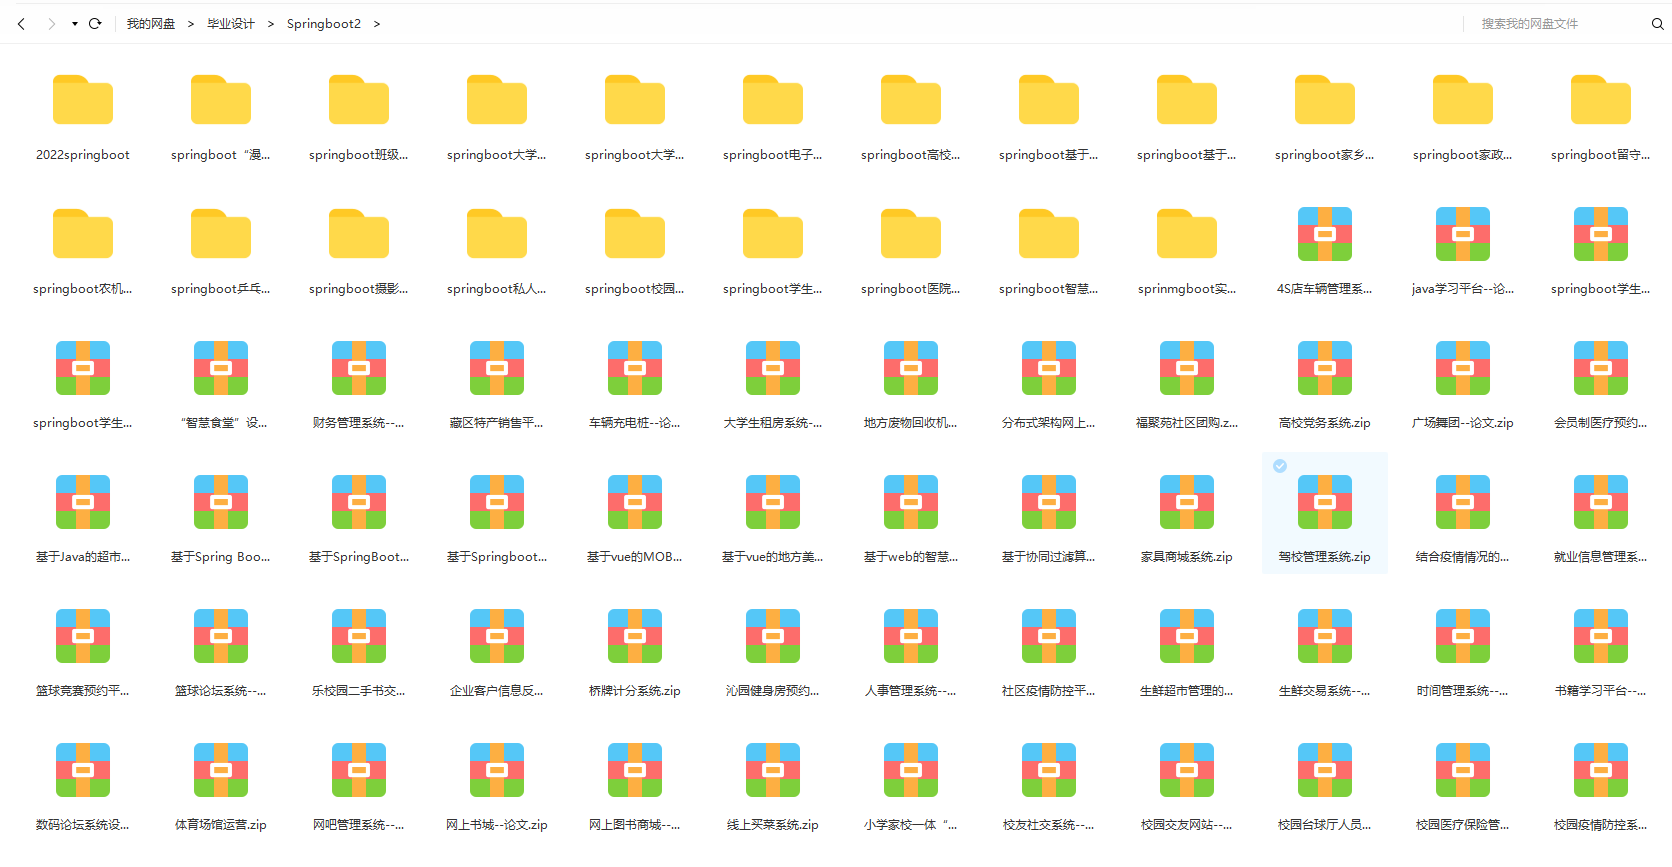 我的网盘 > 毕业设计 > Springboot2 >
搜索我的网盘文件
2022springboot
springboot“漫...
springboot班级...
springboot大学...
springboot大学...
springboot电子...
springboot高校...
springboot基于...
springboot基于...
springboot家乡...
springboot家政...
springboot留守...
springboot农机...
springboot乒乓...
springboot摄影...
springboot私人...
springboot校园...
springboot学生...
springboot医院...
springboot智慧...
sprinmgboot实...
4S店车辆管理系...
java学习平台--论...
springboot学生...
springboot学生...
“智慧食堂”设...
财务管理系统--...
藏区特产销售平...
车辆充电桩--论...
大学生租房系统-...
地方废物回收机...
分布式架构网上...
福聚苑社区团购.z...
高校党务系统.zip
广场舞团--论文.zip
会员制医疗预约...
基于Java的超市...
基于Spring Boo...
基于SpringBoot...
基于Springboot...
基于vue的MOB...
基于vue的地方美...
基于web的智慧...
基于协同过滤算...
家具商城系统.zip
驾校管理系统.zip
结合疫情情况的...
就业信息管理系...
篮球竞赛预约平...
篮球论坛系统--...
乐校园二手书交...
企业客户信息反...
桥牌计分系统.zip
沁园健身房预约...
人事管理系统--...
社区疫情防控平...
生鲜超市管理的...
生鲜交易系统--...
时间管理系统--...
书籍学习平台--...
数码论坛系统设...
体育场馆运营.zip
网吧管理系统--...
网上书城--论文.zip
网上图书商城--...
线上买菜系统.zip
小学家校一体“...
校友社交系统--...
校园交友网站--...
校园台球厅人员...
校园医疗保险管...
校园疫情防控系...